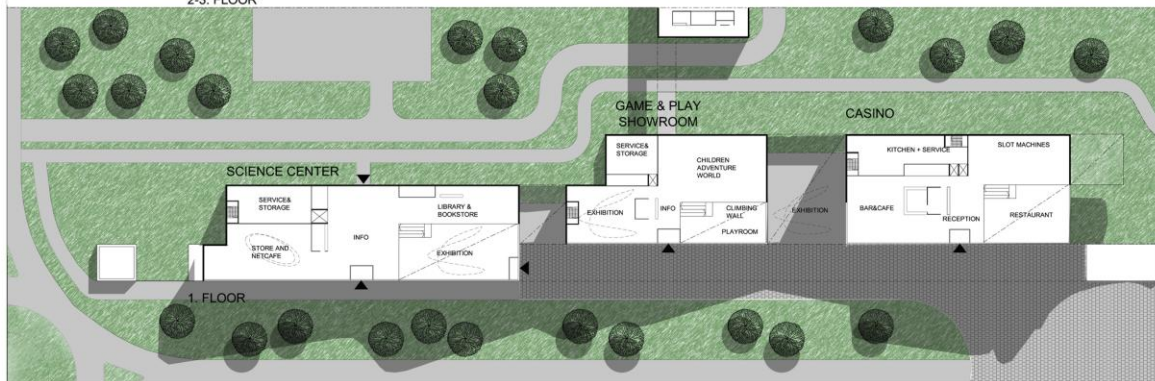 2-3. FLOOR
GAME & PLAY
SHOWROOM
CASINO
SCIENCE CENTER
SERVICE&
STORAGE
CHILDREN
ADVENTURE
WORLD
KITCHEN + SERVICE
SLOT MACHINES
SERVICE&
STORAGE
LIBRARY &
BOOKSTORE
INFO
STORE AND
NETCAFE
EXHIBITION
EXHIBITION
INFO
CLIMBING
WALL
PLAYROOM
EXHIBITION
BAR&CAFE
RECEPTION
RESTAURANT
1. FLOOR